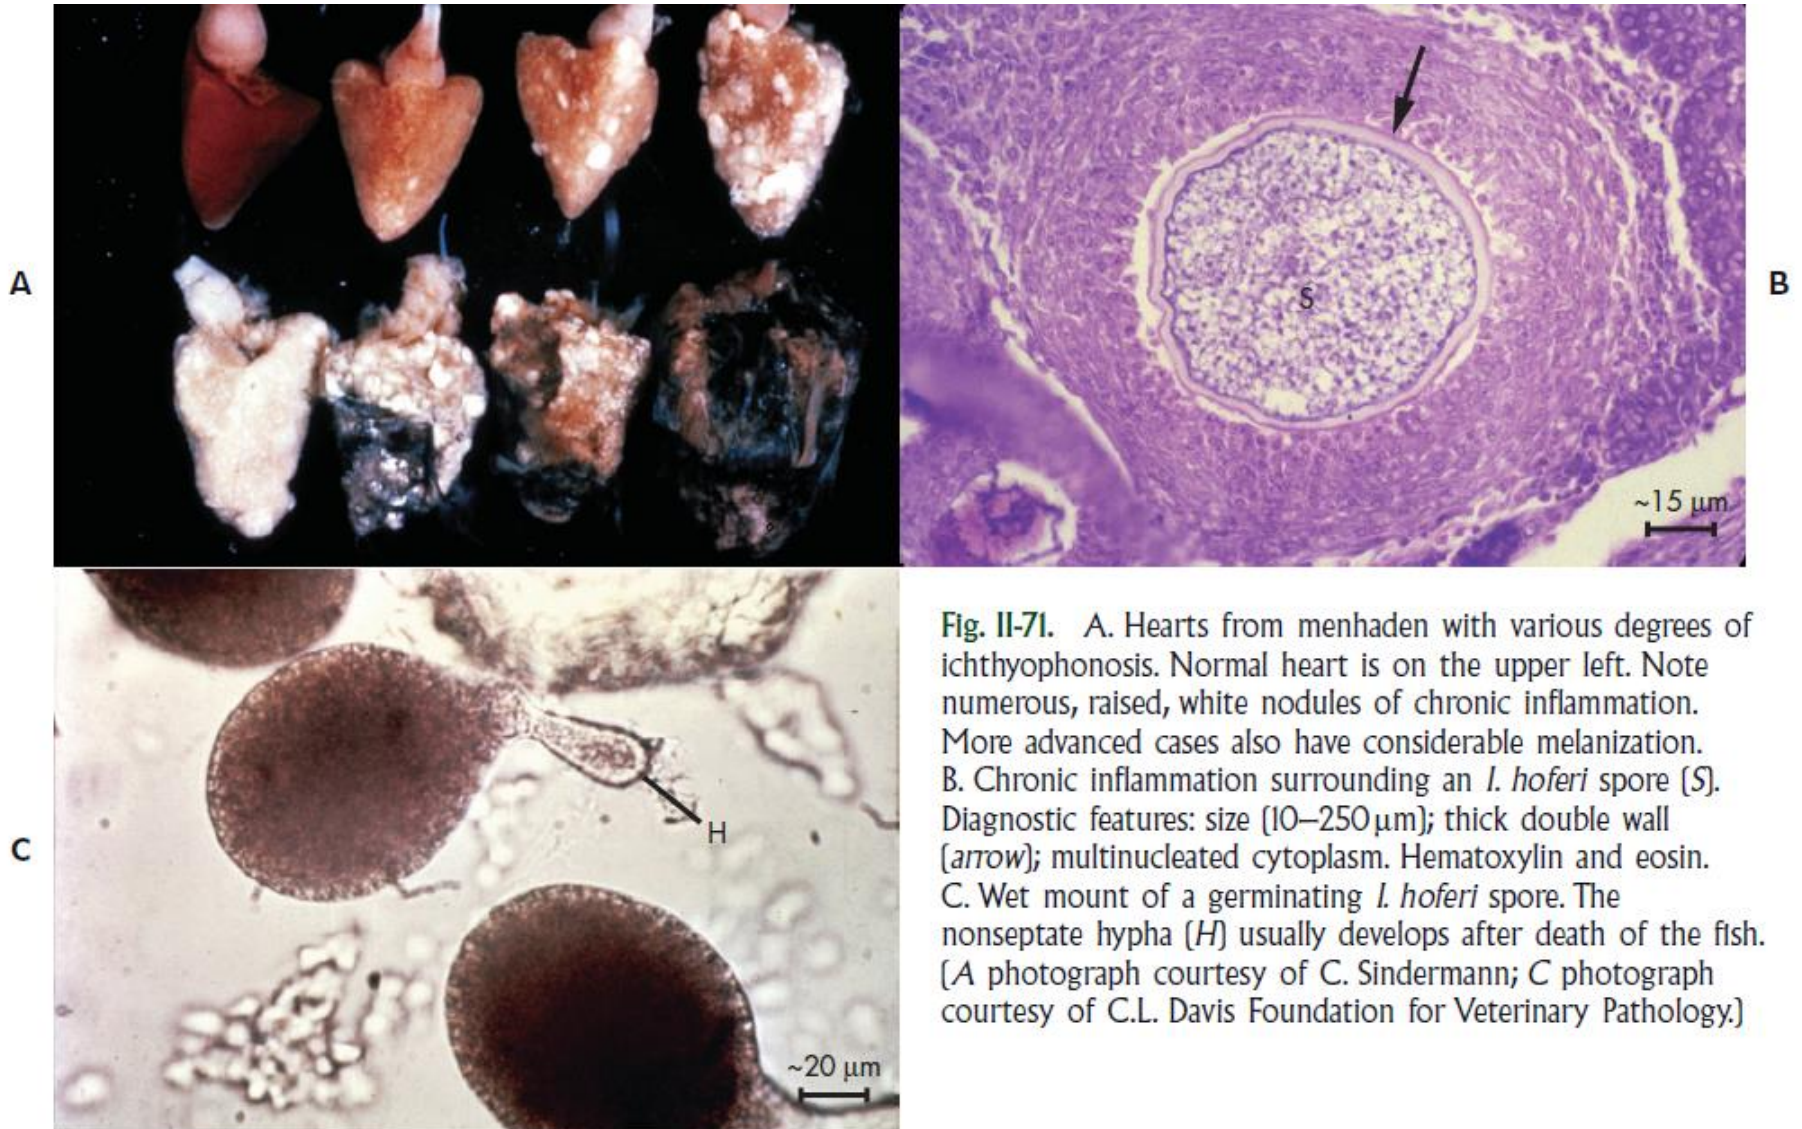 A
B
S
~15 µm
C
H
~20 µm
Fig. II-71. A. Hearts from menhaden with various degrees of
ichthyophonosis. Normal heart is on the upper left. Note
numerous, raised, white nodules of chronic inflammation.
More advanced cases also have considerable melanization.
B. Chronic inflammation surrounding an I. hoferi spore (S).
Diagnostic features: size (10–250 µm); thick double wall
(arrow); multinucleated cytoplasm. Hematoxylin and eosin.
C. Wet mount of a germinating I. hoferi spore. The
nonseptate hypha (H) usually develops after death of the fish.
(A photograph courtesy of C. Sindermann; C photograph
courtesy of C.L. Davis Foundation for Veterinary Pathology.)